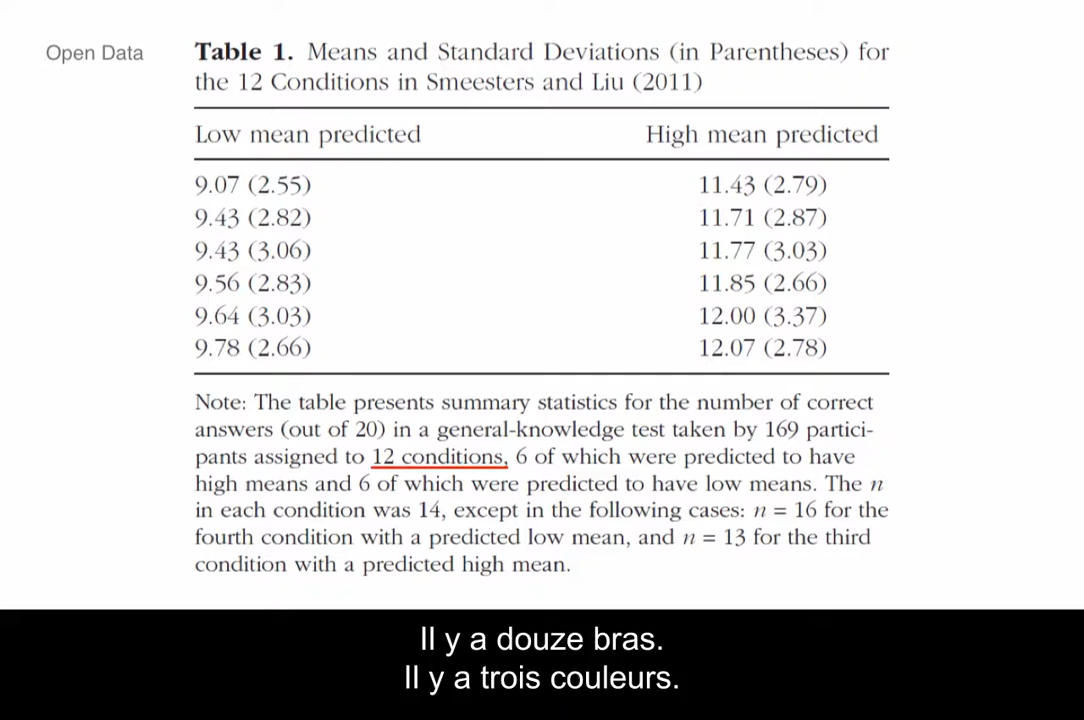 Open Data
Table 1. Means and Standard Deviations (in Parentheses) for
the 12 Conditions in Smeesters and Liu (2011)
Low mean predicted High mean predicted
9.07 (2.55) 11.43 (2.79)
9.43 (2.82) 11.71 (2.87)
9.43 (3.06) 11.77 (3.03)
9.56 (2.83) 11.85 (2.66)
9.64 (3.03) 12.00 (3.37)
9.78 (2.66) 12.07 (2.78)
Note: The table presents summary statistics for the number of correct
answers (out of 20) in a general-knowledge test taken by 169 partici-
pants assigned to 12 conditions, 6 of which were predicted to have
high means and 6 of which were predicted to have low means. The n
in each condition was 14, except in the following cases: n = 16 for the
fourth condition with a predicted low mean, and n = 13 for the third
condition with a predicted high mean.
Il y a douze bras.
Il y a trois couleurs.